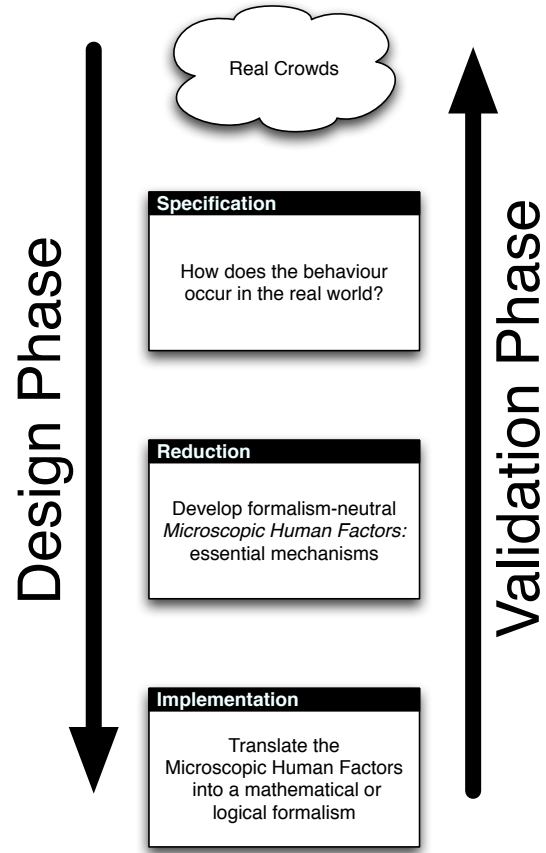 Real Crowds
Design Phase
Validation Phase
Specification
How does the behaviour
occur in the real world?
Reduction
Develop formalism-neutral
Microscopic Human Factors:
essential mechanisms
Implementation
Translate the
Microscopic Human Factors
into a mathematical or
logical formalism